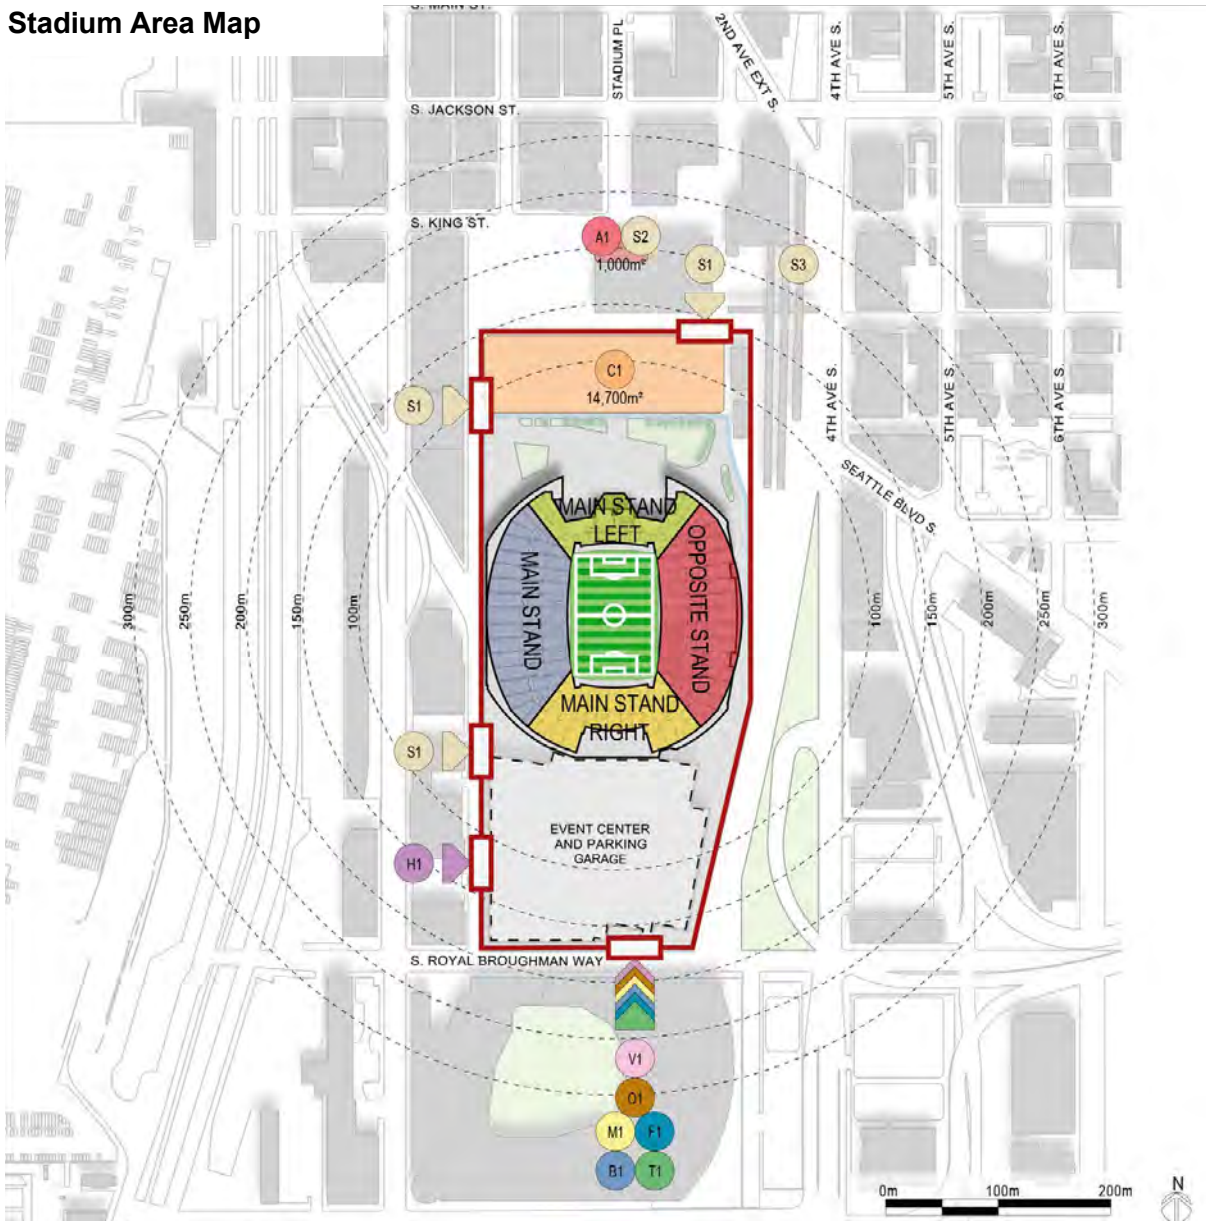 Stadium Area Map
S. MAIN ST.
STADIUM PL
2ND AVE EXT S.
4TH AVE S.
5TH AVE S.
6TH AVE S.
S. JACKSON ST.
S. KING ST.
A1
S2
1,000m²
S1
S3
C1
14,700m²
S1
4TH AVE S.
5TH AVE S.
6TH AVE S.
SEATTLE BLVD S.
MAIN STAND
LEFT
MAIN STAND
OPPOSITE STAND
300m
250m
200m
150m
100m
100m
150m
200m
250m
300m
MAIN STAND
RIGHT
S1
EVENT CENTER
AND PARKING
GARAGE
H1
S. ROYAL BROUGHMAN WAY
V1
O1
M1
F1
B1
T1
0m
100m
200m
N